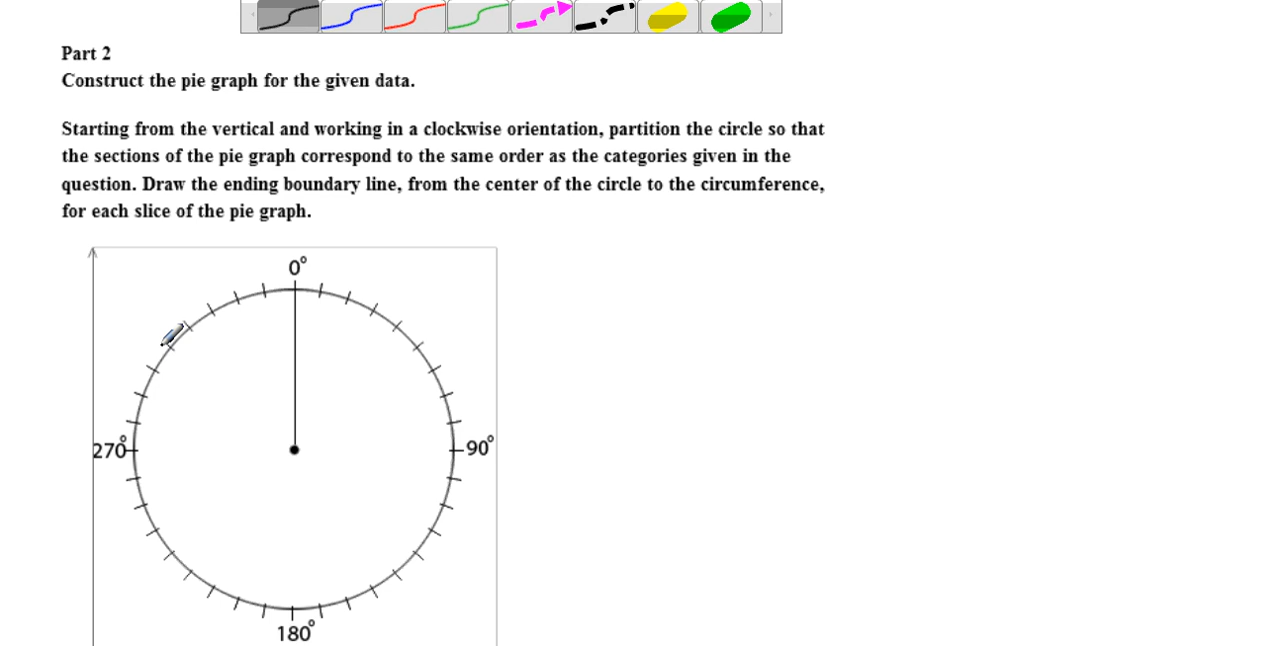 Part 2
Construct the pie graph for the given data.
Starting from the vertical and working in a clockwise orientation, partition the circle so that
the sections of the pie graph correspond to the same order as the categories given in the
question. Draw the ending boundary line, from the center of the circle to the circumference,
for each slice of the pie graph.
0°
270°
90°
180°